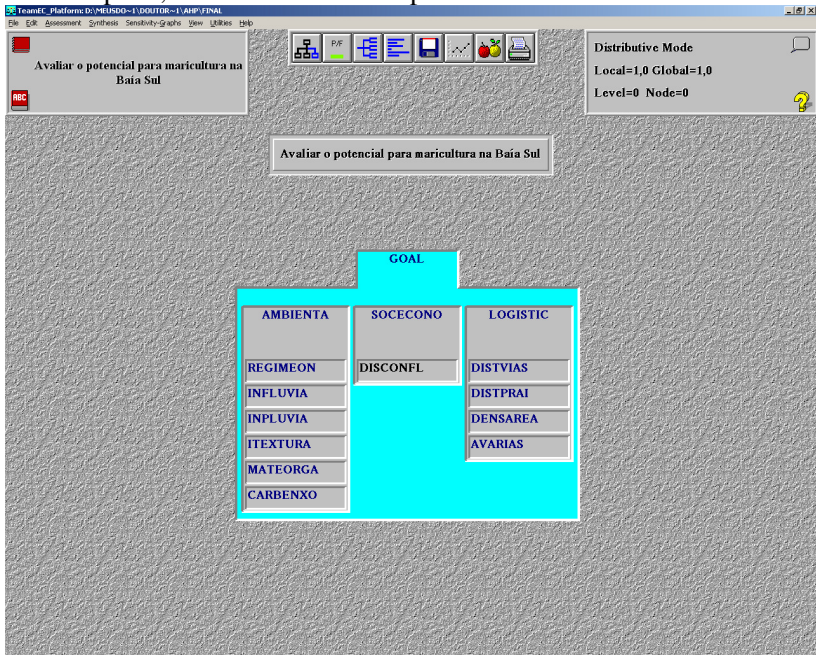 TeamEC_Platform: D:\MEUSDO~1\DOUTOR~1\AHP\FINAL
File Edit Assessment Synthesis Sensitivity-Graphs View Utilities Help
Avaliar o potencial para maricultura na
Baía Sul
ABC
P/F
Distributive Mode
Local=1,0 Global=1,0
Level=0 Node=0
Avaliar o potencial para maricultura na Baía Sul
GOAL
AMBIENTA SOCECONO LOGISTIC
REGIMEON DISCONFL DISTVIAS
INFLUVIA DISTPRAI
INPLUVIA DENSAREA
ITEXTURA AVARIAS
MATEORGA
CARBENXO